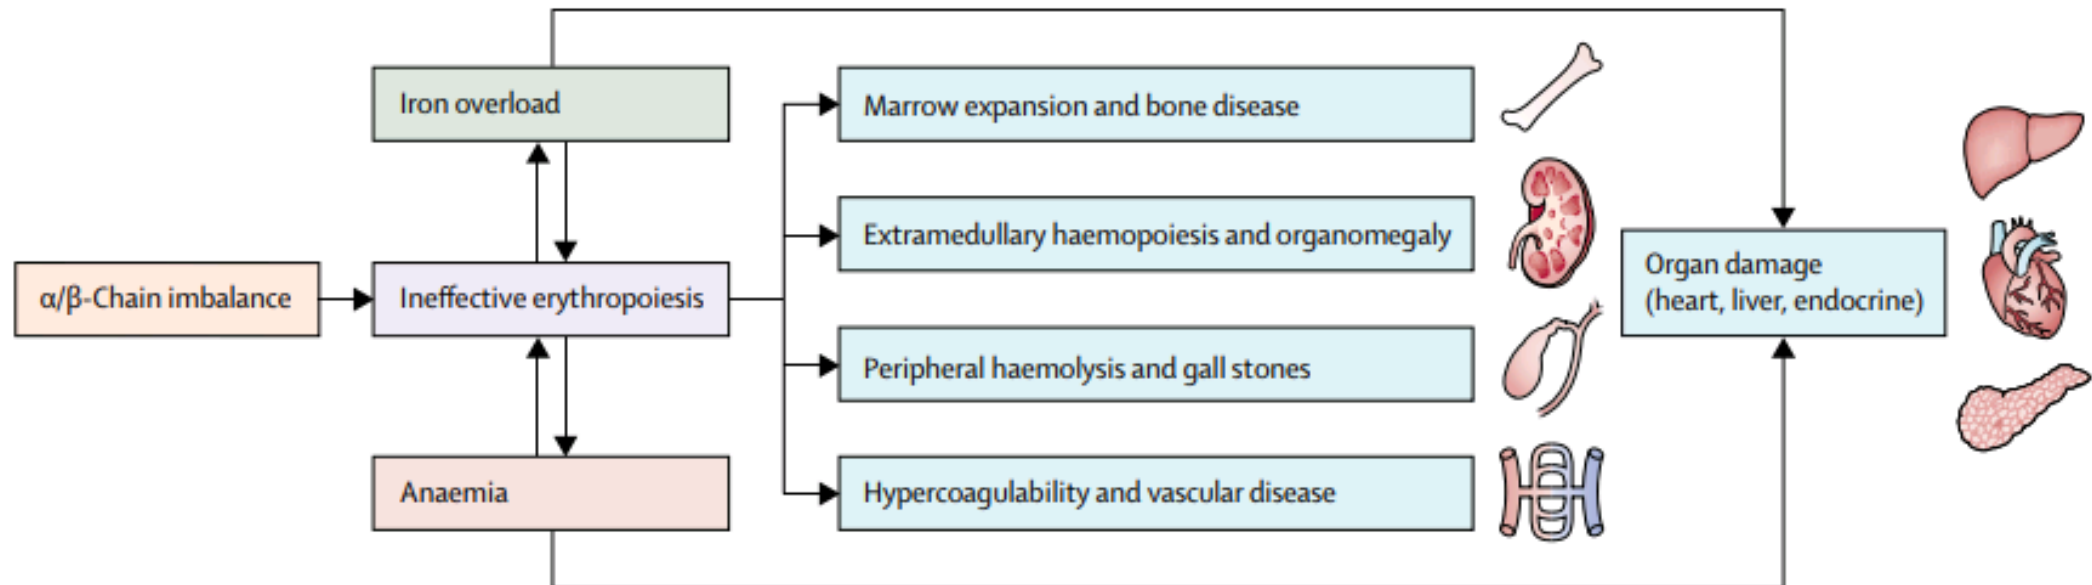 Iron overload
Marrow expansion and bone disease
Extramedullary haemopoiesis and organomegaly
α/β-Chain imbalance
Ineffective erythropoiesis
Organ damage
(heart, liver, endocrine)
Peripheral haemolysis and gall stones
Anaemia
Hypercoagulability and vascular disease